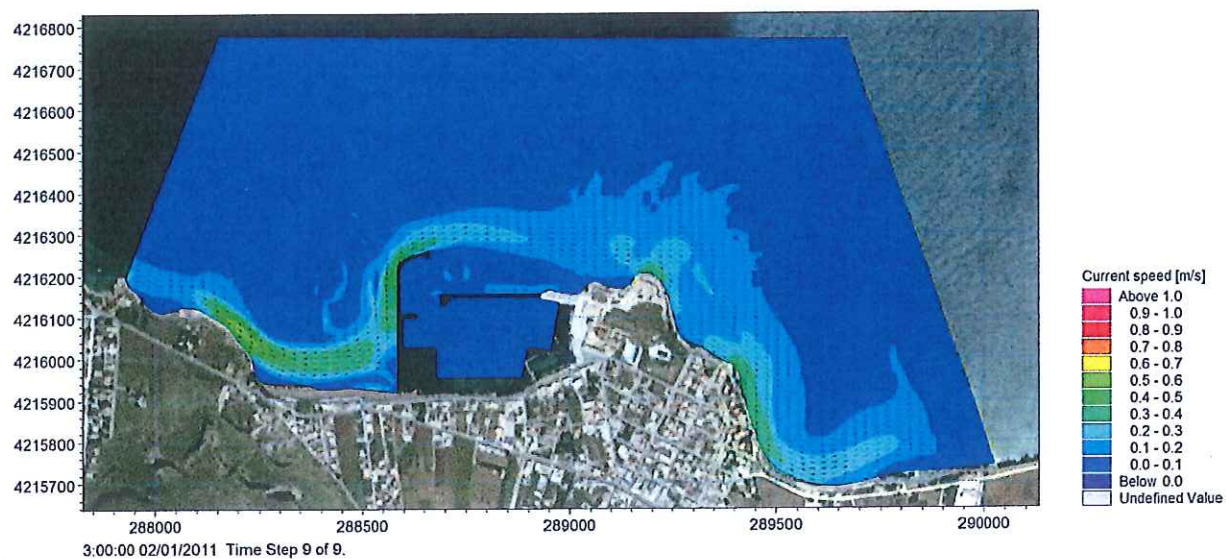 4216800
4216700
4216600
4216500
4216400
4216300
4216200
4216100
4216000
4215900
4215800
4215700
288000 288500 289000 289500 290000
3:00:00 02/01/2011 Time Step 9 of 9.
Current speed [m/s]
Above 1.0
0.9 - 1.0
0.8 - 0.9
0.7 - 0.8
0.6 - 0.7
0.5 - 0.6
0.4 - 0.5
0.3 - 0.4
0.2 - 0.3
0.1 - 0.2
0.0 - 0.1
Below 0.0
Undefined Value